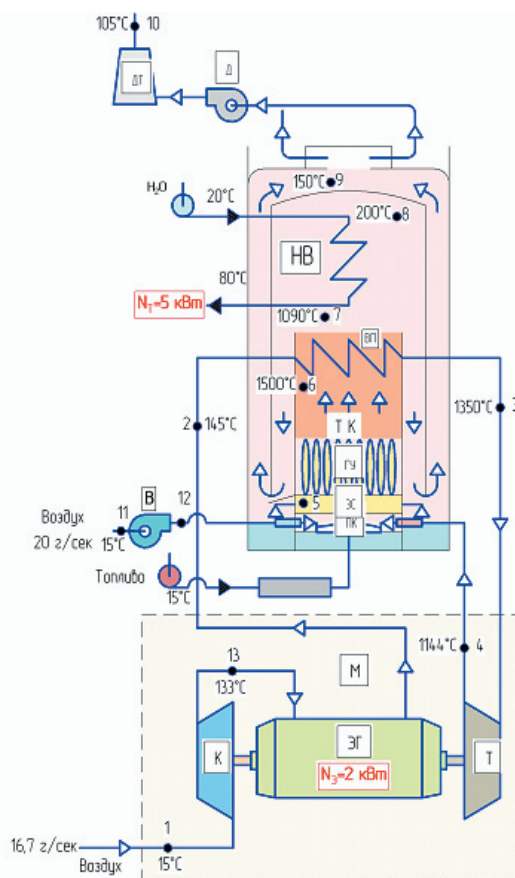 105°C 10
ДТ
Д
150°C 9
H₂O
20°C
200°C 8
НВ
80°C
Nт=5 кВт
1090°C 7
ВП
1500°C 6
1350°C 3
2 145°C
Т К
ГУ
ЭС
5
ПК
В
11
12
Воздух
20 г/сек
15°C
Топливо
15°C
1144°C 4
13
133°C
М
К
ЭГ
Nэ=2 кВт
Т
16,7 г/сек
Воздух
1
15°C